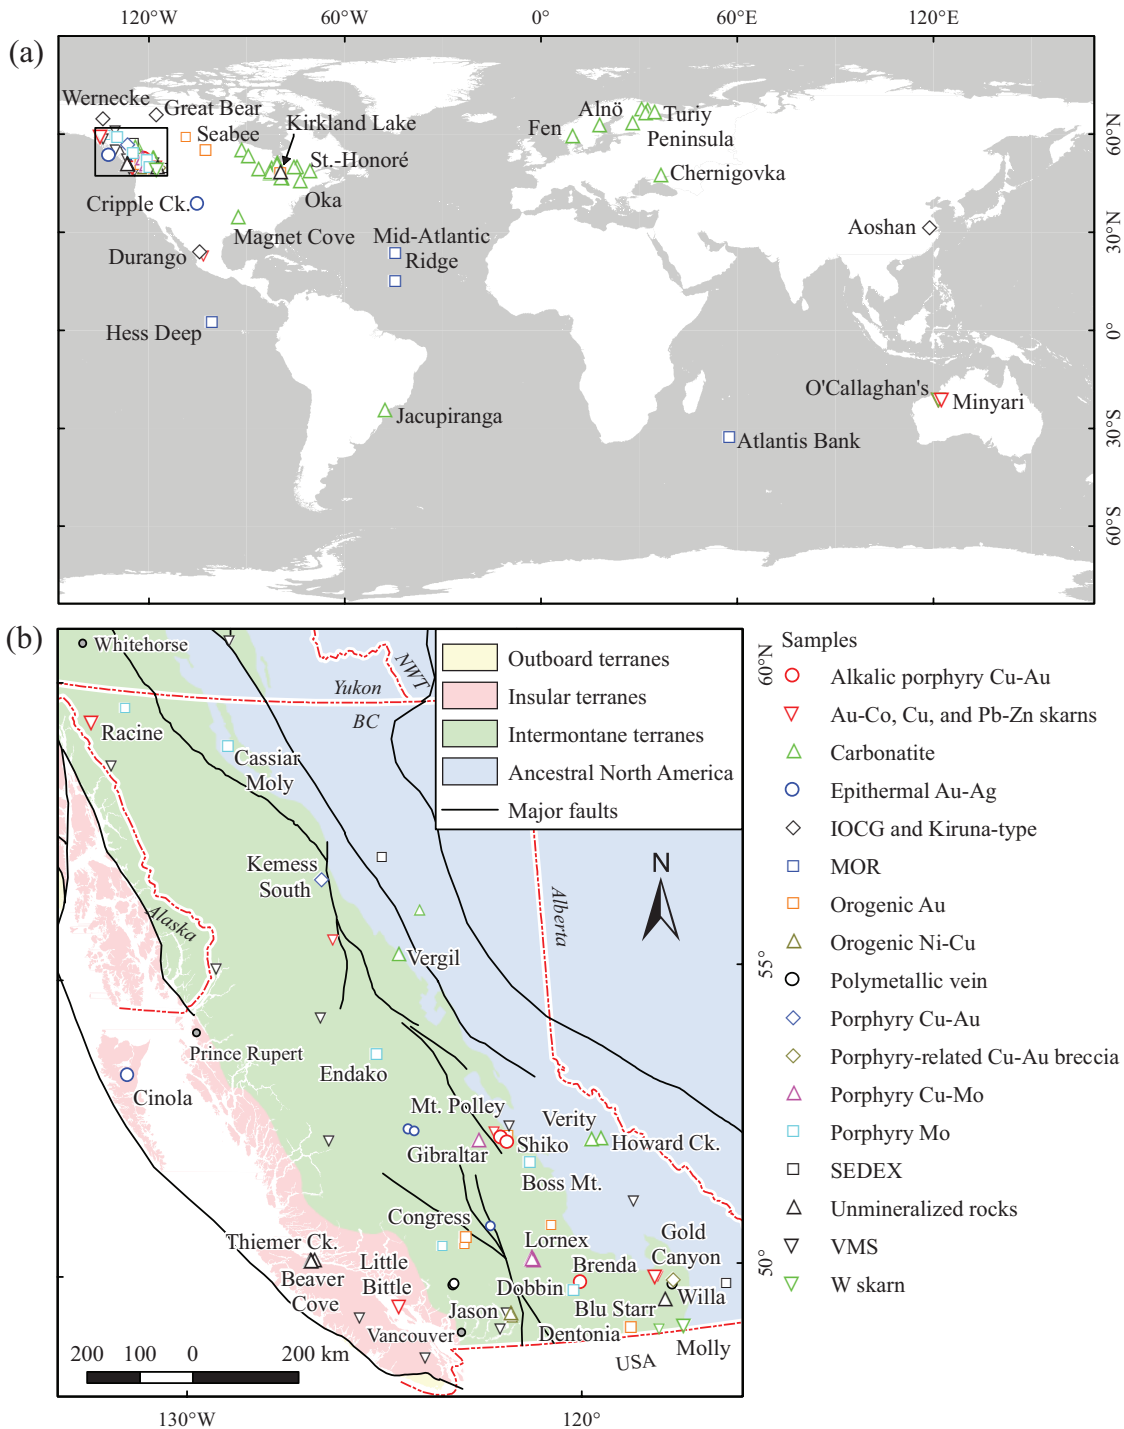 120°W 60°W 0° 60°E 120°E
(a)
Wernecke
Great Bear
Seabee
Kirkland Lake
St.-Honoré
Oka
Cripple Ck.
Magnet Cove
Durango
Mid-Atlantic
Ridge
Hess Deep
Jacupiranga
Fen
Alnö
Turiy
Peninsula
Chernigovka
Aoshan
O'Callaghan's
Minyari
Atlantis Bank
60°N
30°N
0°
30°S
60°S
(b)
Whitehorse
NWT
Yukon
BC
Racine
Cassiar
Moly
Outboard terranes
Insular terranes
Intermontane terranes
Ancestral North America
Major faults
Kemess
South
Alaska
Alberta
N
Vergil
Prince Rupert
Endako
Cinola
Mt. Polley
Gibraltar
Shiko
Verity
Howard Ck.
Boss Mt.
Congress
Lornex
Gold
Canyon
Thiemer Ck.
Beaver
Cove
Little
Bittle
Brenda
Dobbin
Willa
Blu Starr
Jason
Dentonia
Vancouver
Molly
USA
200 100 0 200 km
60°N
55°
50°
130°W 120°
Samples
Alkalic porphyry Cu-Au
Au-Co, Cu, and Pb-Zn skarns
Carbonatite
Epithermal Au-Ag
IOCG and Kiruna-type
MOR
Orogenic Au
Orogenic Ni-Cu
Polymetallic vein
Porphyry Cu-Au
Porphyry-related Cu-Au breccia
Porphyry Cu-Mo
Porphyry Mo
SEDEX
Unmineralized rocks
VMS
W skarn